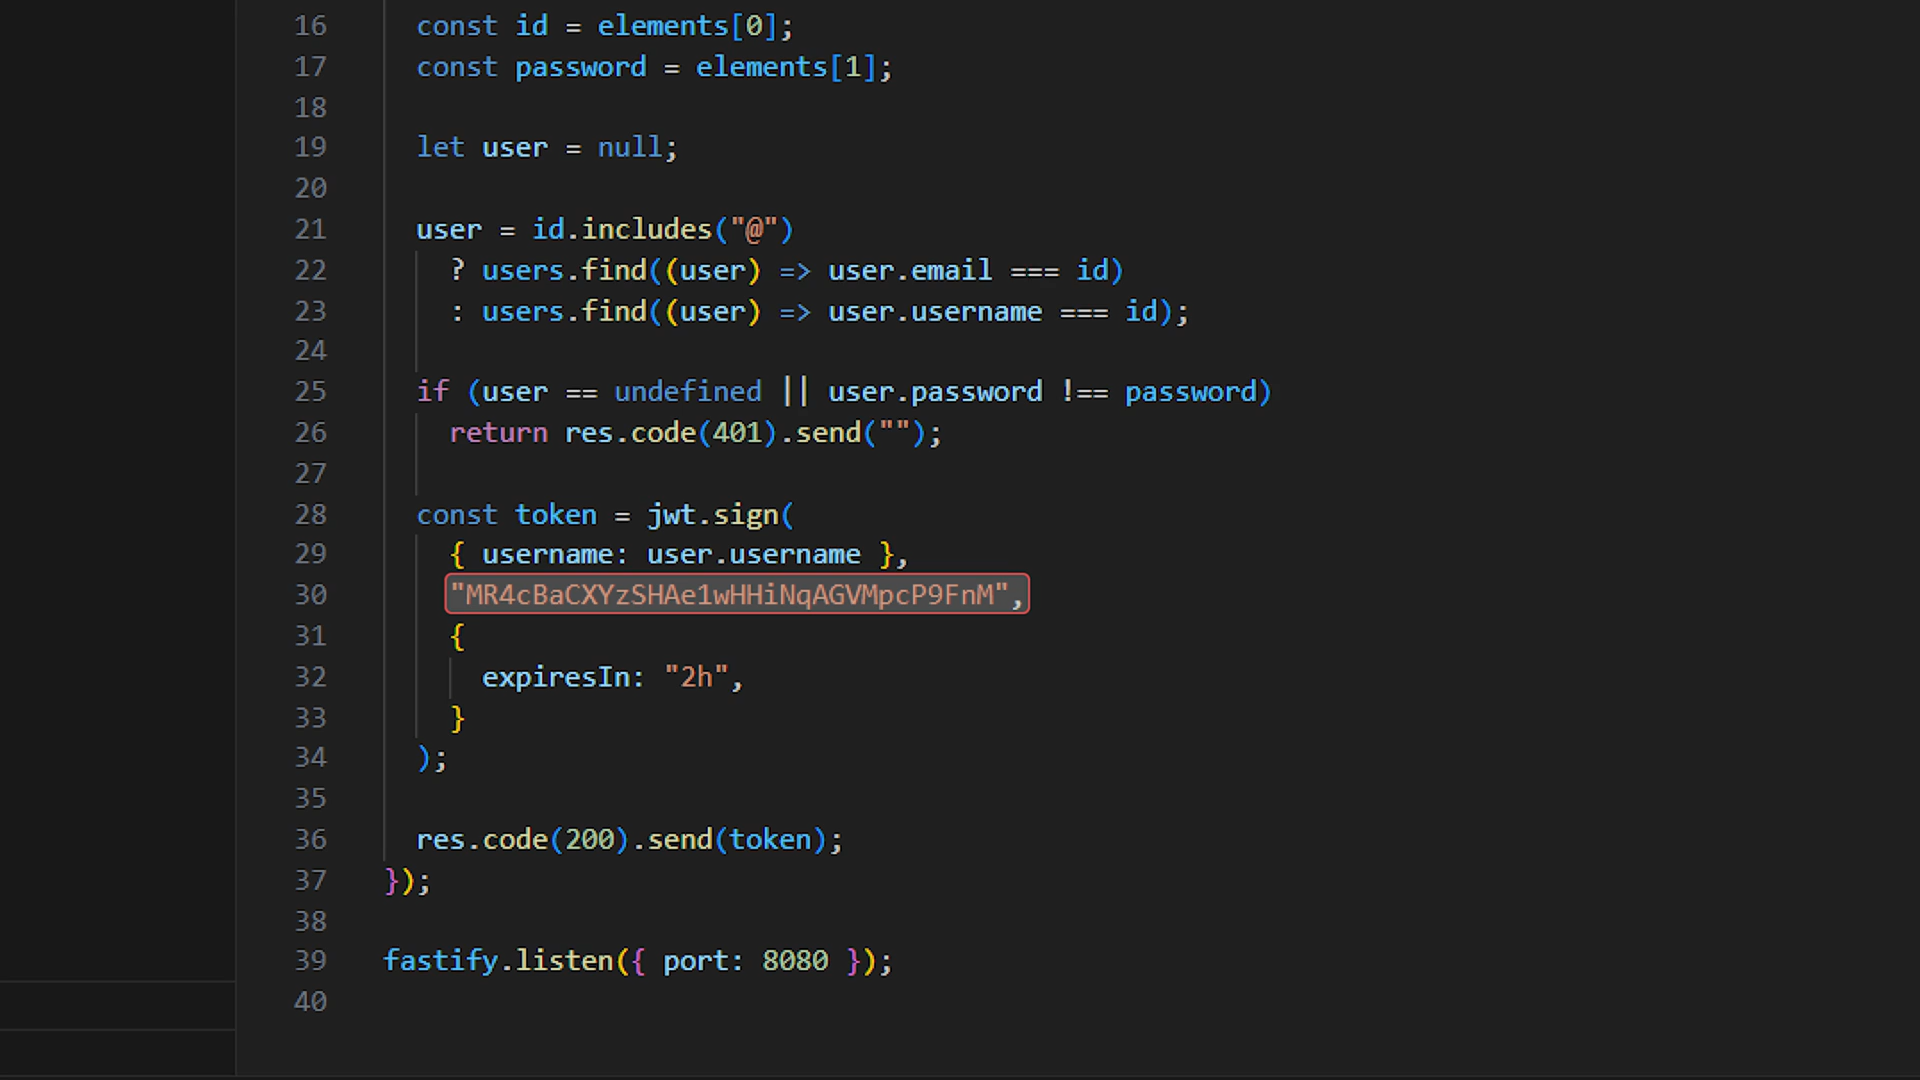 16 const id = elements[0];
17 const password = elements[1];
18
19 let user = null;
20
21 user = id.includes("@")
22 ? users.find((user) => user.email === id)
23 : users.find((user) => user.username === id);
24
25 if (user == undefined || user.password !== password)
26 return res.code(401).send("");
27
28 const token = jwt.sign(
29 { username: user.username },
30 "MR4cBaCXYzSHAe1wHHiNqAGVMpcP9FnM",
31 {
32 expiresIn: "2h",
33 }
34 );
35
36 res.code(200).send(token);
37 });
38
39 fastify.listen({ port: 8080 });
40